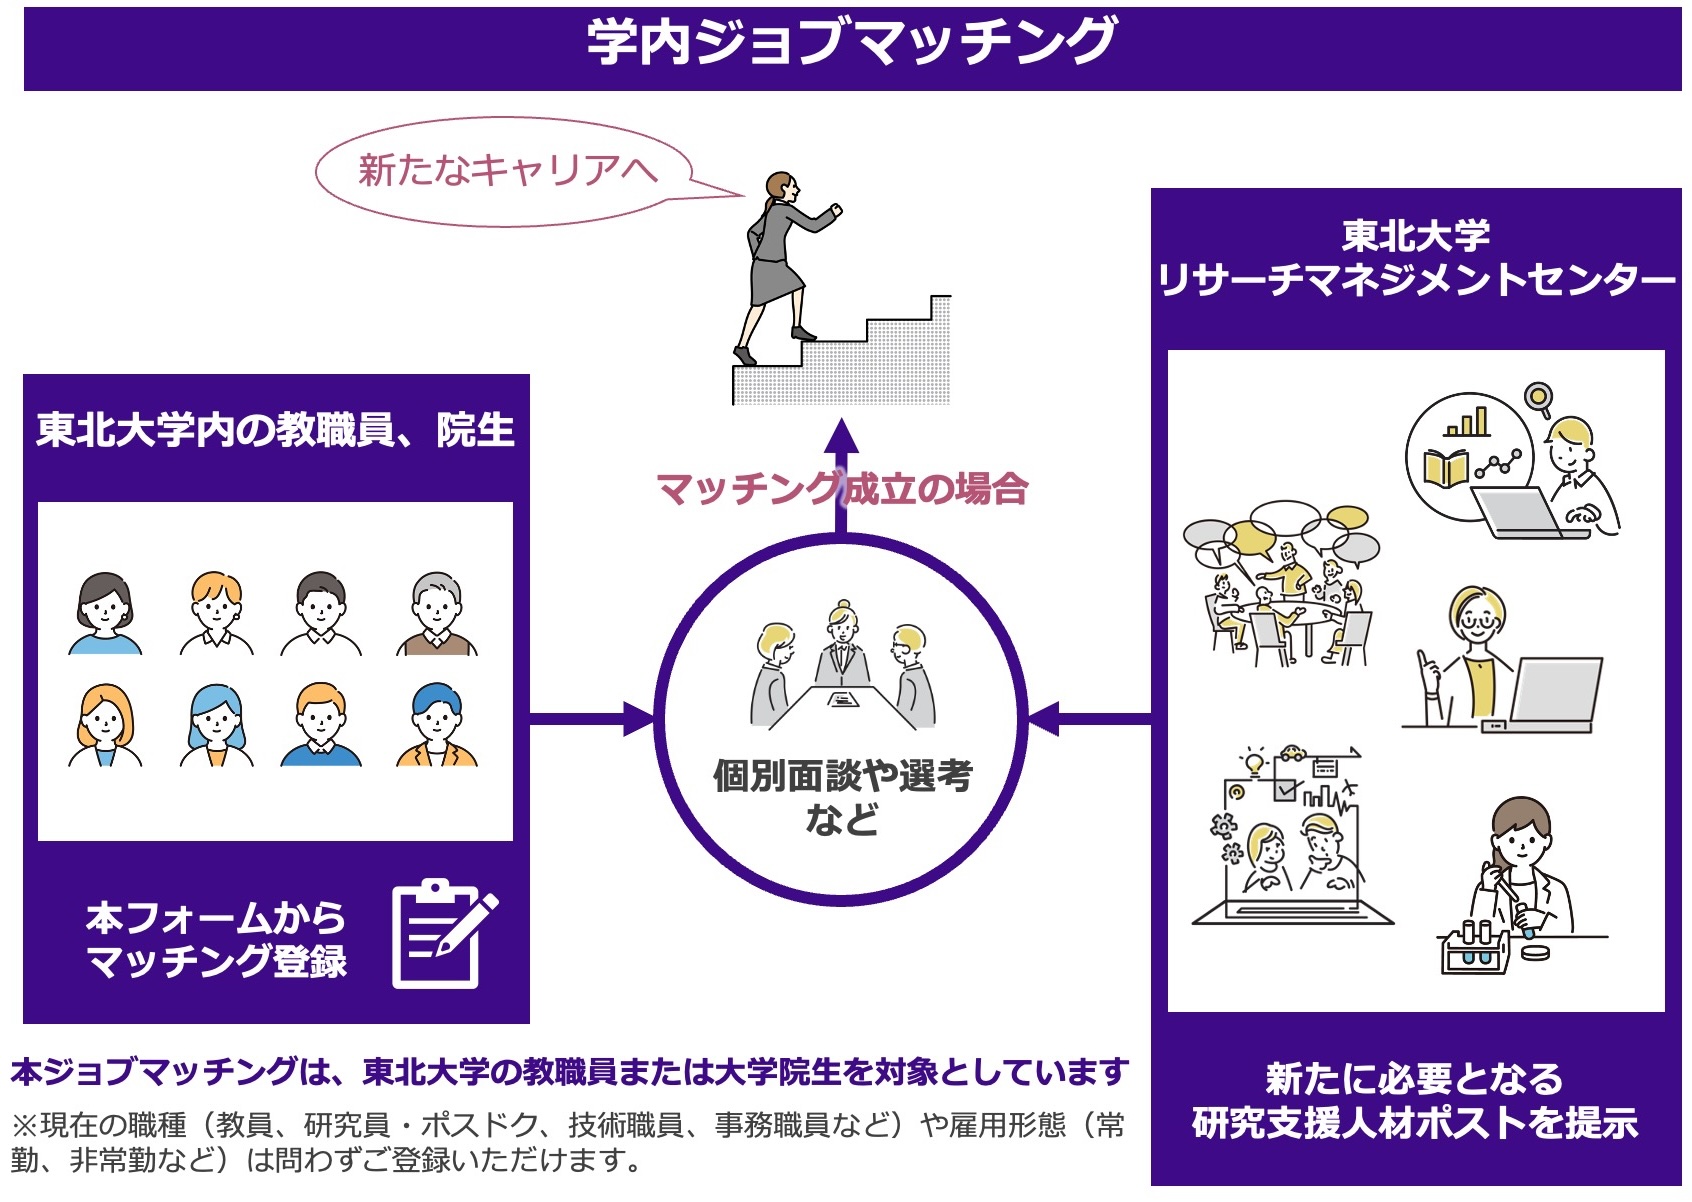 学内ジョブマッチング
新たなキャリアへ
東北大学
リサーチマネジメントセンター
東北大学内の教職員、院生
マッチング成立の場合
個別面談や選考
など
本フォームから
マッチング登録
新たに必要となる
研究支援人材ポストを提示
本ジョブマッチングは、東北大学の教職員または大学院生を対象としています
※現在の職種（教員、研究員・ポスドク、技術職員、事務職員など）や雇用形態（常
勤、非常勤など）は問わずご登録いただけます。